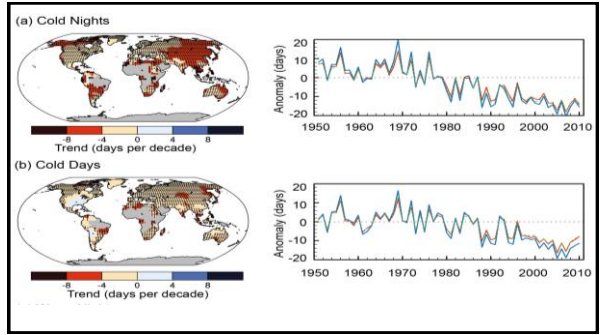 (a) Cold Nights
-8 -4 0 4 8
Trend (days per decade)
Anomaly (days)
20
10
0
-10
-20
1950 1960 1970 1980 1990 2000 2010
(b) Cold Days
-8 -4 0 4 8
Trend (days per decade)
Anomaly (days)
20
10
0
-10
-20
1950 1960 1970 1980 1990 2000 2010